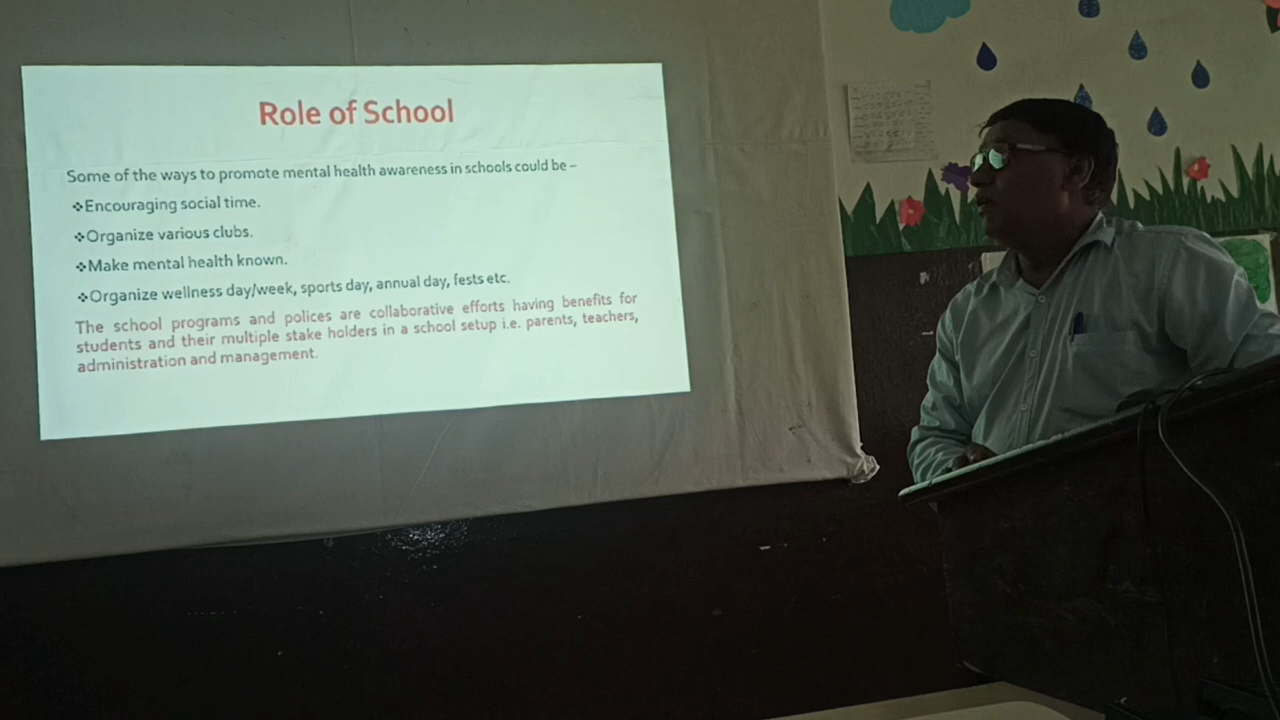 Role of School
Some of the ways to promote mental health awareness in schools could be –
❖Encouraging social time.
❖Organize various clubs.
❖Make mental health known.
❖Organize wellness day/week, sports day, annual day, fests etc.
The school programs and polices are collaborative efforts having benefits for
students and their multiple stake holders in a school setup i.e. parents, teachers,
administration and management.